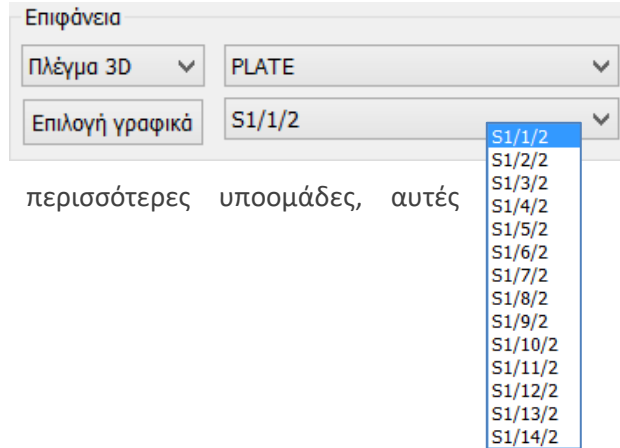 Επιφάνεια
Πλέγμα 3D PLATE
Επιλογή γραφικά S1/1/2
S1/1/2
S1/2/2
περισσότερες υποομάδες, αυτές
S1/3/2
S1/4/2
S1/5/2
S1/6/2
S1/7/2
S1/8/2
S1/9/2
S1/10/2
S1/11/2
S1/12/2
S1/13/2
S1/14/2